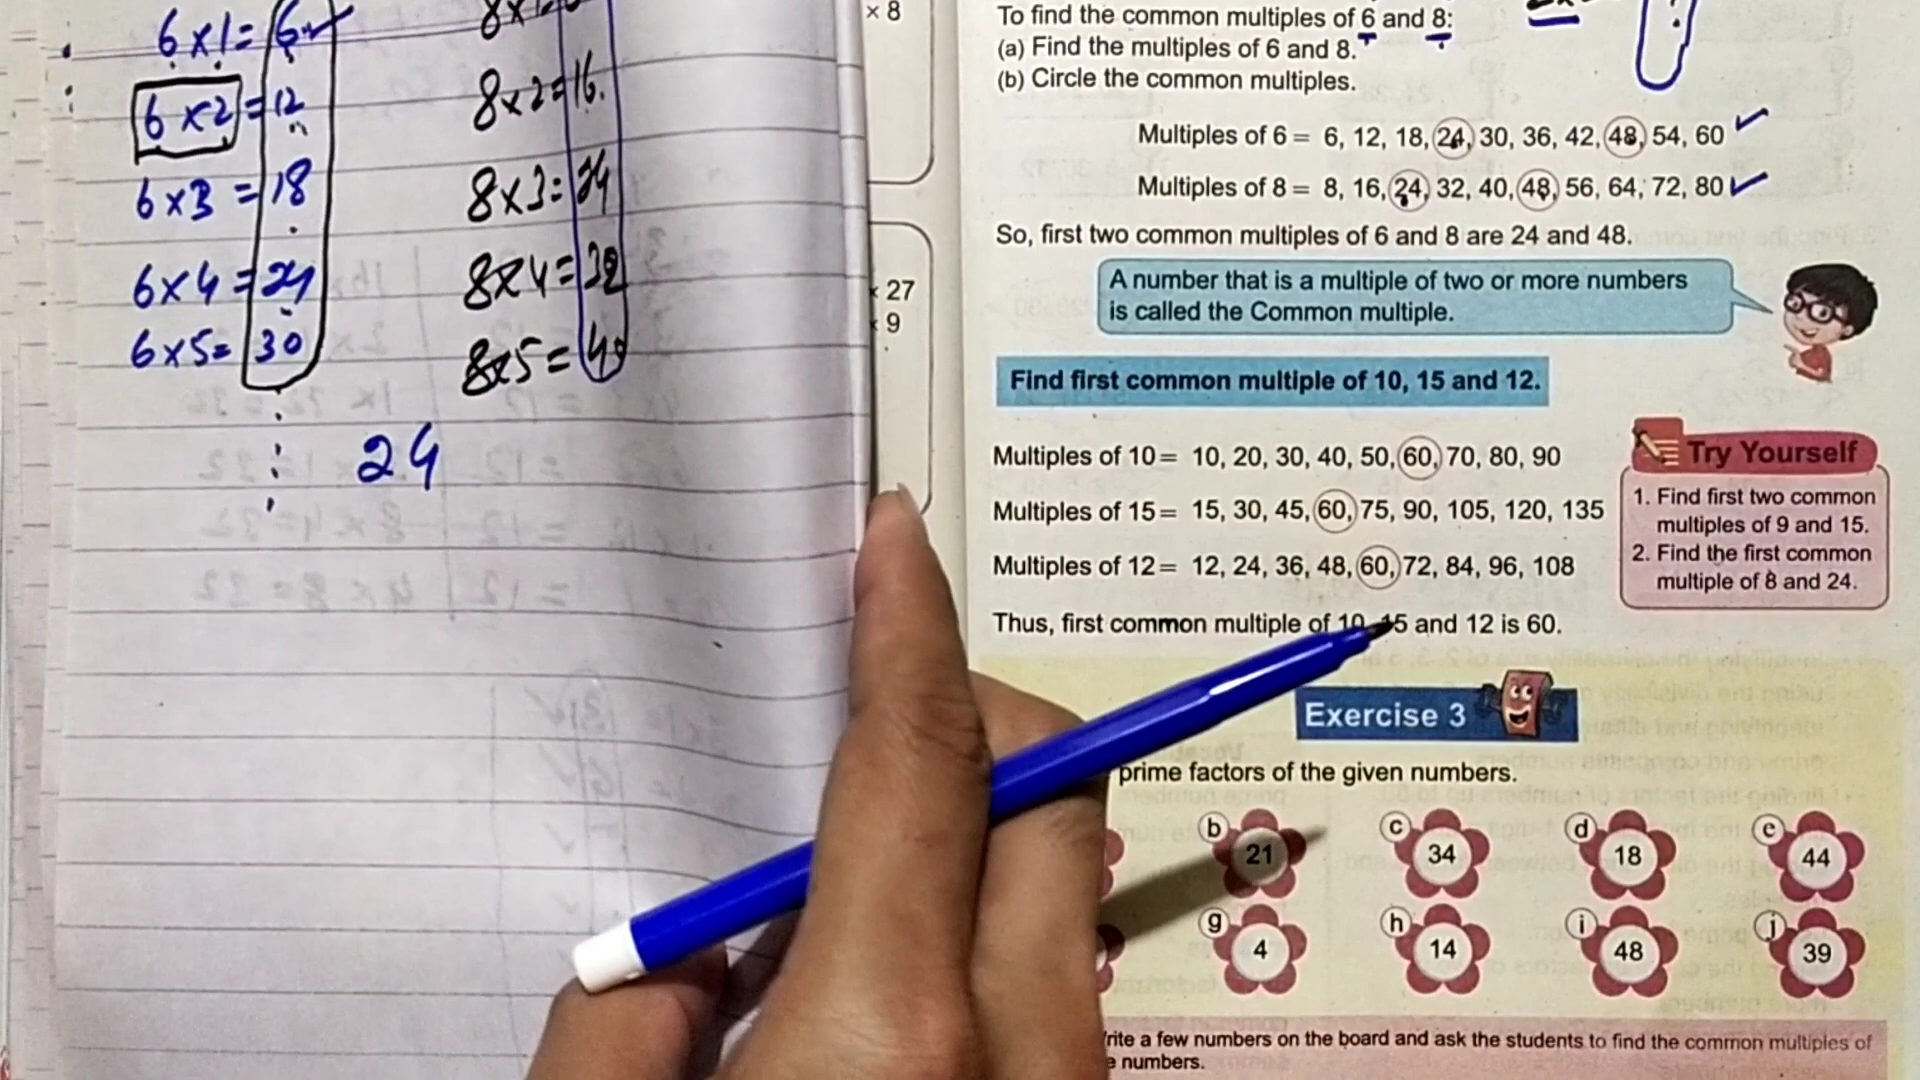 6 x 1 = 6
6 x 2 = 12
6 x 3 = 18
6 x 4 = 24
6 x 5 = 30
24
8 x 2 = 16
8 x 3 = 24
8 x 4 = 32
8 x 5 = 40
x 8
x 27
x 9
To find the common multiples of 6 and 8:
(a) Find the multiples of 6 and 8.
(b) Circle the common multiples.
Multiples of 6 = 6, 12, 18, 24, 30, 36, 42, 48, 54, 60
Multiples of 8 = 8, 16, 24, 32, 40, 48, 56, 64, 72, 80
So, first two common multiples of 6 and 8 are 24 and 48.
A number that is a multiple of two or more numbers
is called the Common multiple.
Find first common multiple of 10, 15 and 12.
Multiples of 10 = 10, 20, 30, 40, 50, 60, 70, 80, 90
Multiples of 15 = 15, 30, 45, 60, 75, 90, 105, 120, 135
Multiples of 12 = 12, 24, 36, 48, 60, 72, 84, 96, 108
Thus, first common multiple of 10, 15 and 12 is 60.
Try Yourself
1. Find first two common
multiples of 9 and 15.
2. Find the first common
multiple of 8 and 24.
Exercise 3
prime factors of the given numbers.
b 21 c 34 d 18 e 44
g 4 h 14 i 48 j 39
rite a few numbers on the board and ask the students to find the common multiples of
numbers.